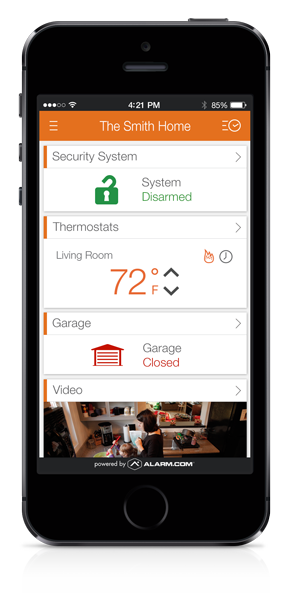 4:21 PM 85%
The Smith Home
Security System
System
Disarmed
Thermostats
Living Room
72°F
Garage
Garage
Closed
Video
powered by ALARM.COM